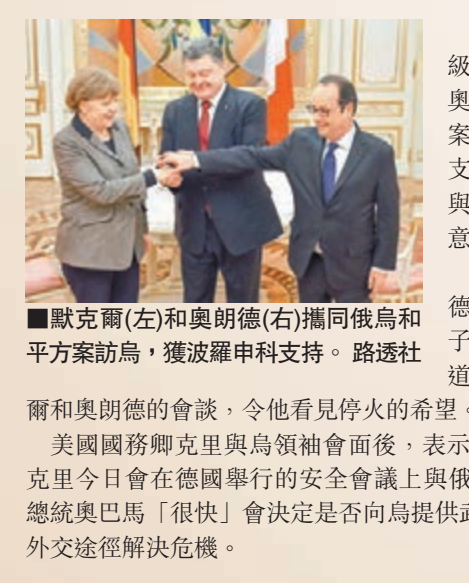 ■默克爾(左)和奧朗德(右)攜同俄烏和
平方案訪烏，獲波羅申科支持。 路透社
級
奧
案
支
與
意
德
子
道
爾和奧朗德的會談，令他看見停火的希望。
美國國務卿克里與烏領袖會面後，表示
克里今日會在德國舉行的安全會議上與俄
總統奧巴馬「很快」會決定是否向烏提供武
外交途徑解決危機。